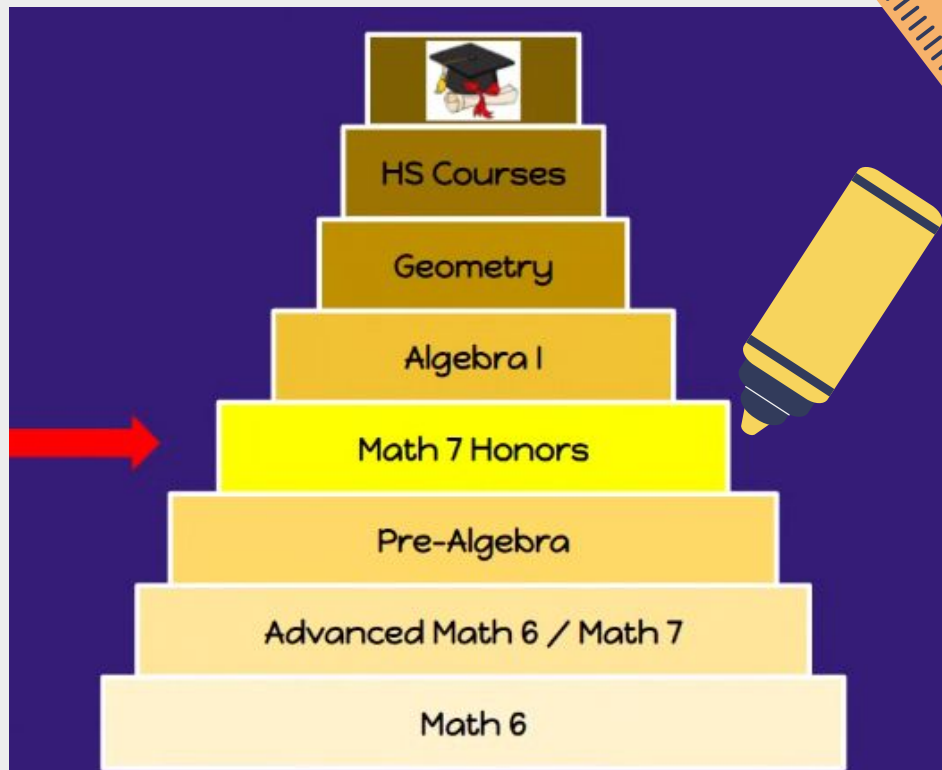 HS Courses
Geometry
Algebra I
Math 7 Honors
Pre-Algebra
Advanced Math 6 / Math 7
Math 6